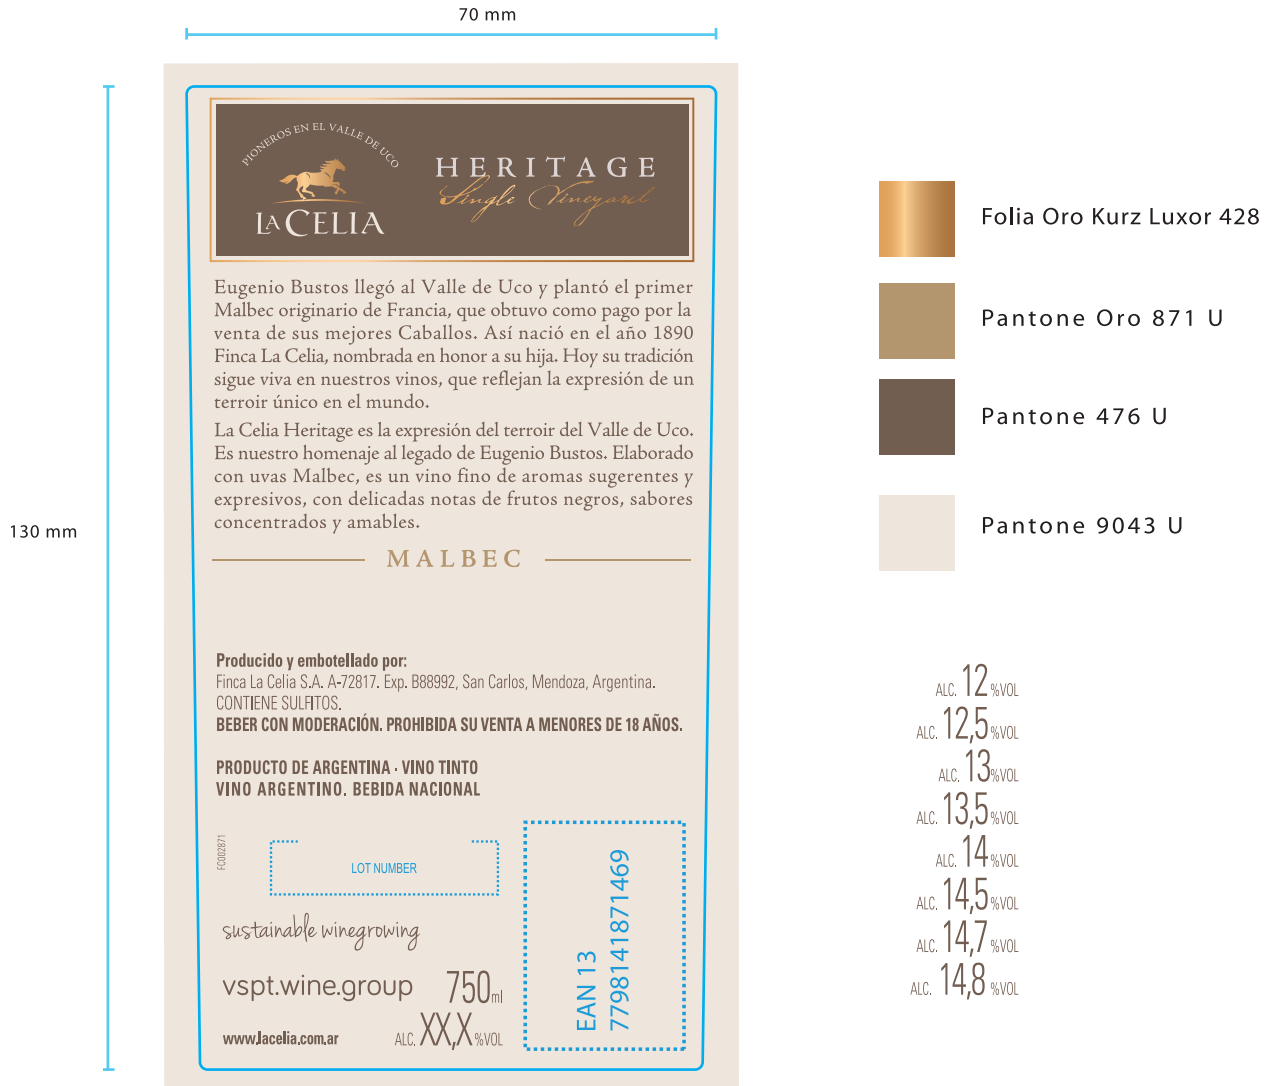 70 mm
130 mm
PIONEROS EN EL VALLE DE UCO
LA CELIA
HERITAGE
Single Vineyard
Eugenio Bustos llegó al Valle de Uco y plantó el primer
Malbec originario de Francia, que obtuvo como pago por la
venta de sus mejores Caballos. Así nació en el año 1890
Finca La Celia, nombrada en honor a su hija. Hoy su tradición
sigue viva en nuestros vinos, que reflejan la expresión de un
terroir único en el mundo.
La Celia Heritage es la expresión del terroir del Valle de Uco.
Es nuestro homenaje al legado de Eugenio Bustos. Elaborado
con uvas Malbec, es un vino fino de aromas sugerentes y
expresivos, con delicadas notas de frutos negros, sabores
concentrados y amables.
MALBEC
Producido y embotellado por:
Finca La Celia S.A. A-72817. Exp. B88992, San Carlos, Mendoza, Argentina.
CONTIENE SULFITOS.
BEBER CON MODERACIÓN. PROHIBIDA SU VENTA A MENORES DE 18 AÑOS.
PRODUCTO DE ARGENTINA · VINO TINTO
VINO ARGENTINO. BEBIDA NACIONAL
FC002871
LOT NUMBER
sustainable winegrowing
vspt.wine.group
750 ml
www.lacelia.com.ar
ALC. XX,X %VOL
EAN 13
7798141871469
Folia Oro Kurz Luxor 428
Pantone Oro 871 U
Pantone 476 U
Pantone 9043 U
ALC. 12 %VOL
ALC. 12,5 %VOL
ALC. 13 %VOL
ALC. 13,5 %VOL
ALC. 14 %VOL
ALC. 14,5 %VOL
ALC. 14,7 %VOL
ALC. 14,8 %VOL